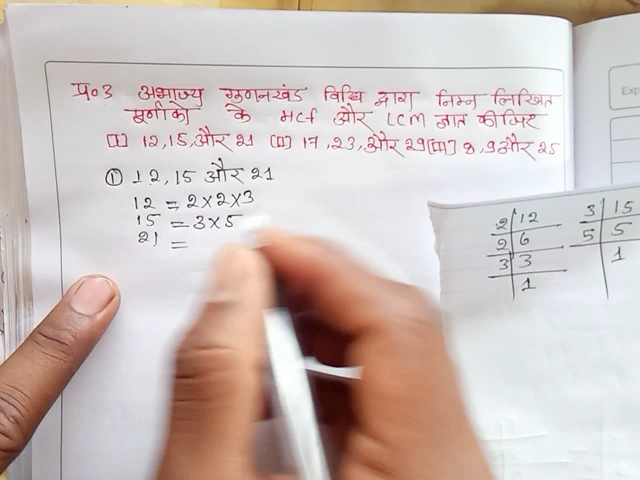 प्र०3 अभाज्य गुणनखंड विधि द्वारा निम्न लिखित
पूर्णांको के HCf और LCM ज्ञात कीजिए
[I] 12,15,और 21 [II] 17,23,और 29 [III] 8,9और 25
① 12,15 और 21
12 = 2×2×3
15 = 3×5
21 =
2 12
2 6
3 3
1
3 15
5 5
1
Exp